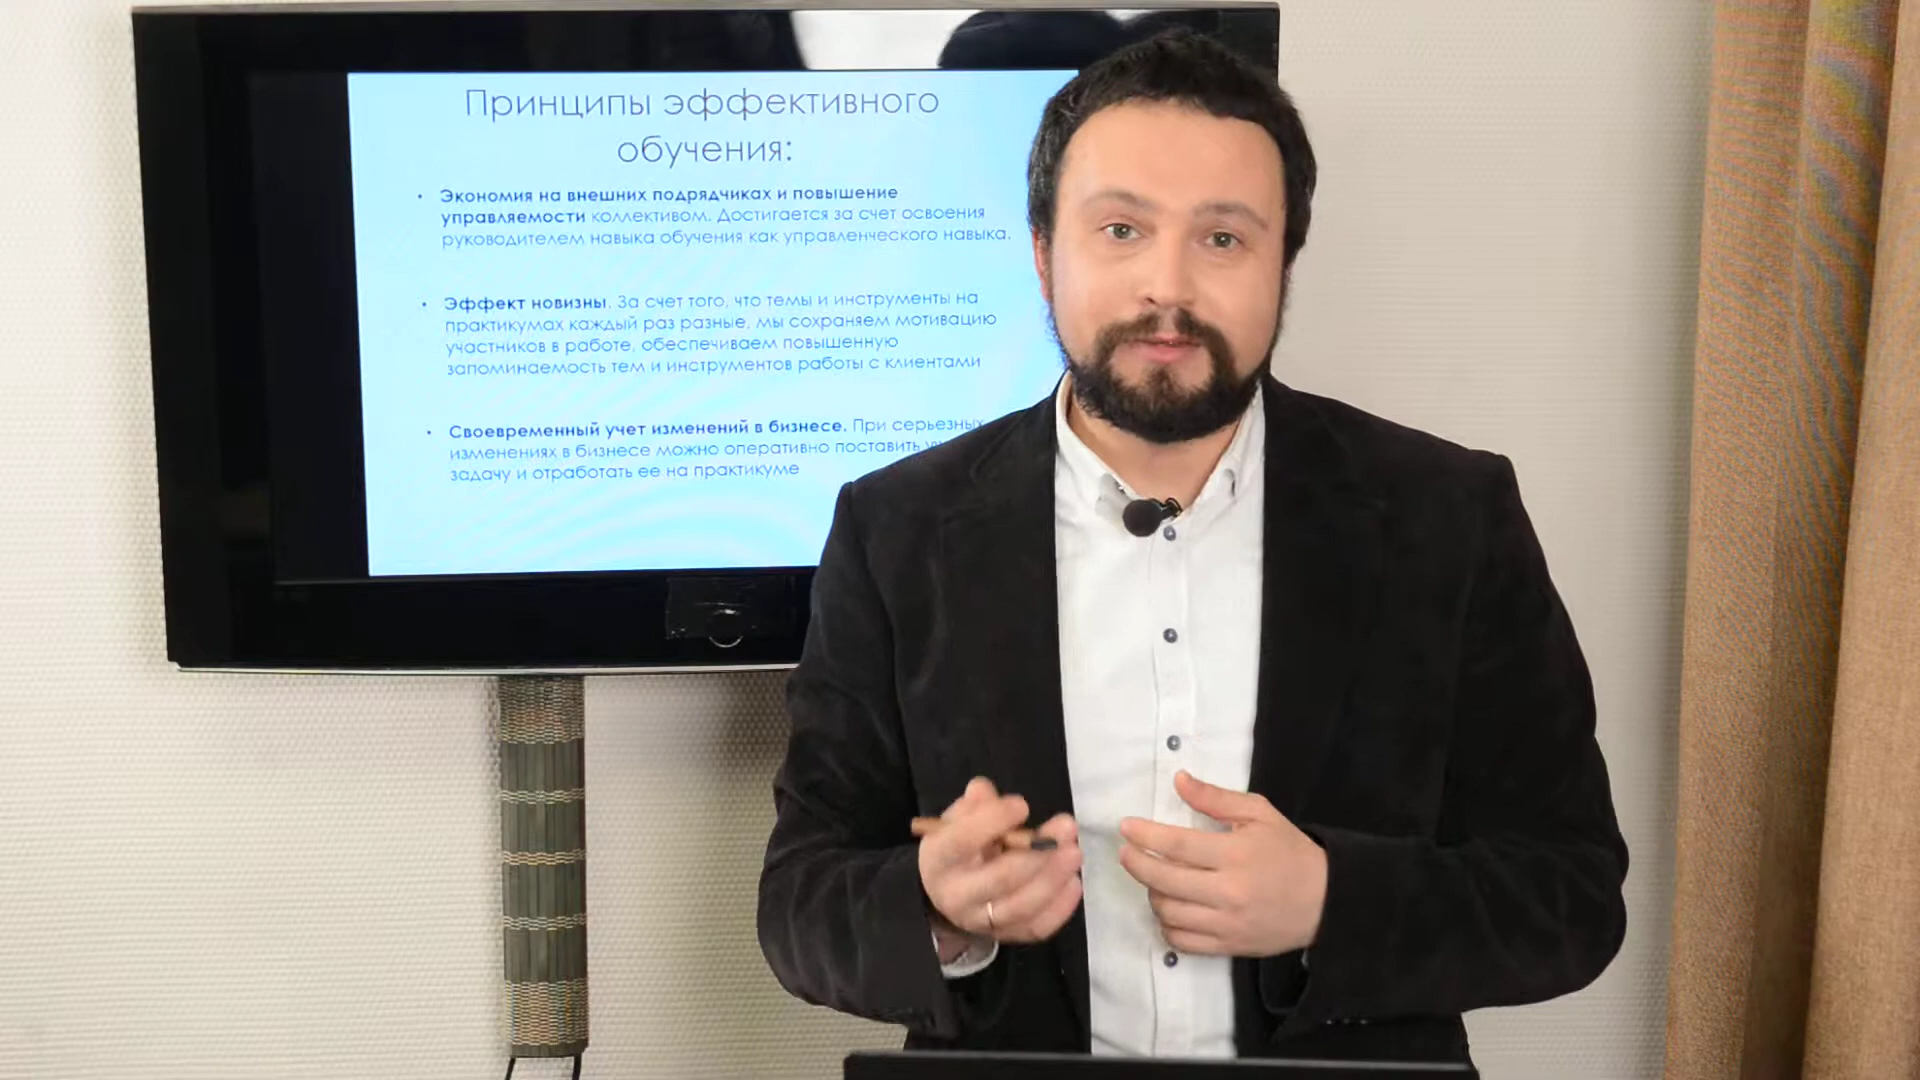 Принципы эффективного
обучения:
• Экономия на внешних подрядчиках и повышение
управляемости коллективом. Достигается за счет освоения
руководителем навыка обучения как управленческого навыка.
• Эффект новизны. За счет того, что темы и инструменты на
практикумах каждый раз разные, мы сохраняем мотивацию
участников в работе, обеспечиваем повышенную
запоминаемость тем и инструментов работы с клиентами
• Своевременный учет изменений в бизнесе. При серьезных
изменениях в бизнесе можно оперативно поставить
задачу и отработать ее на практикуме